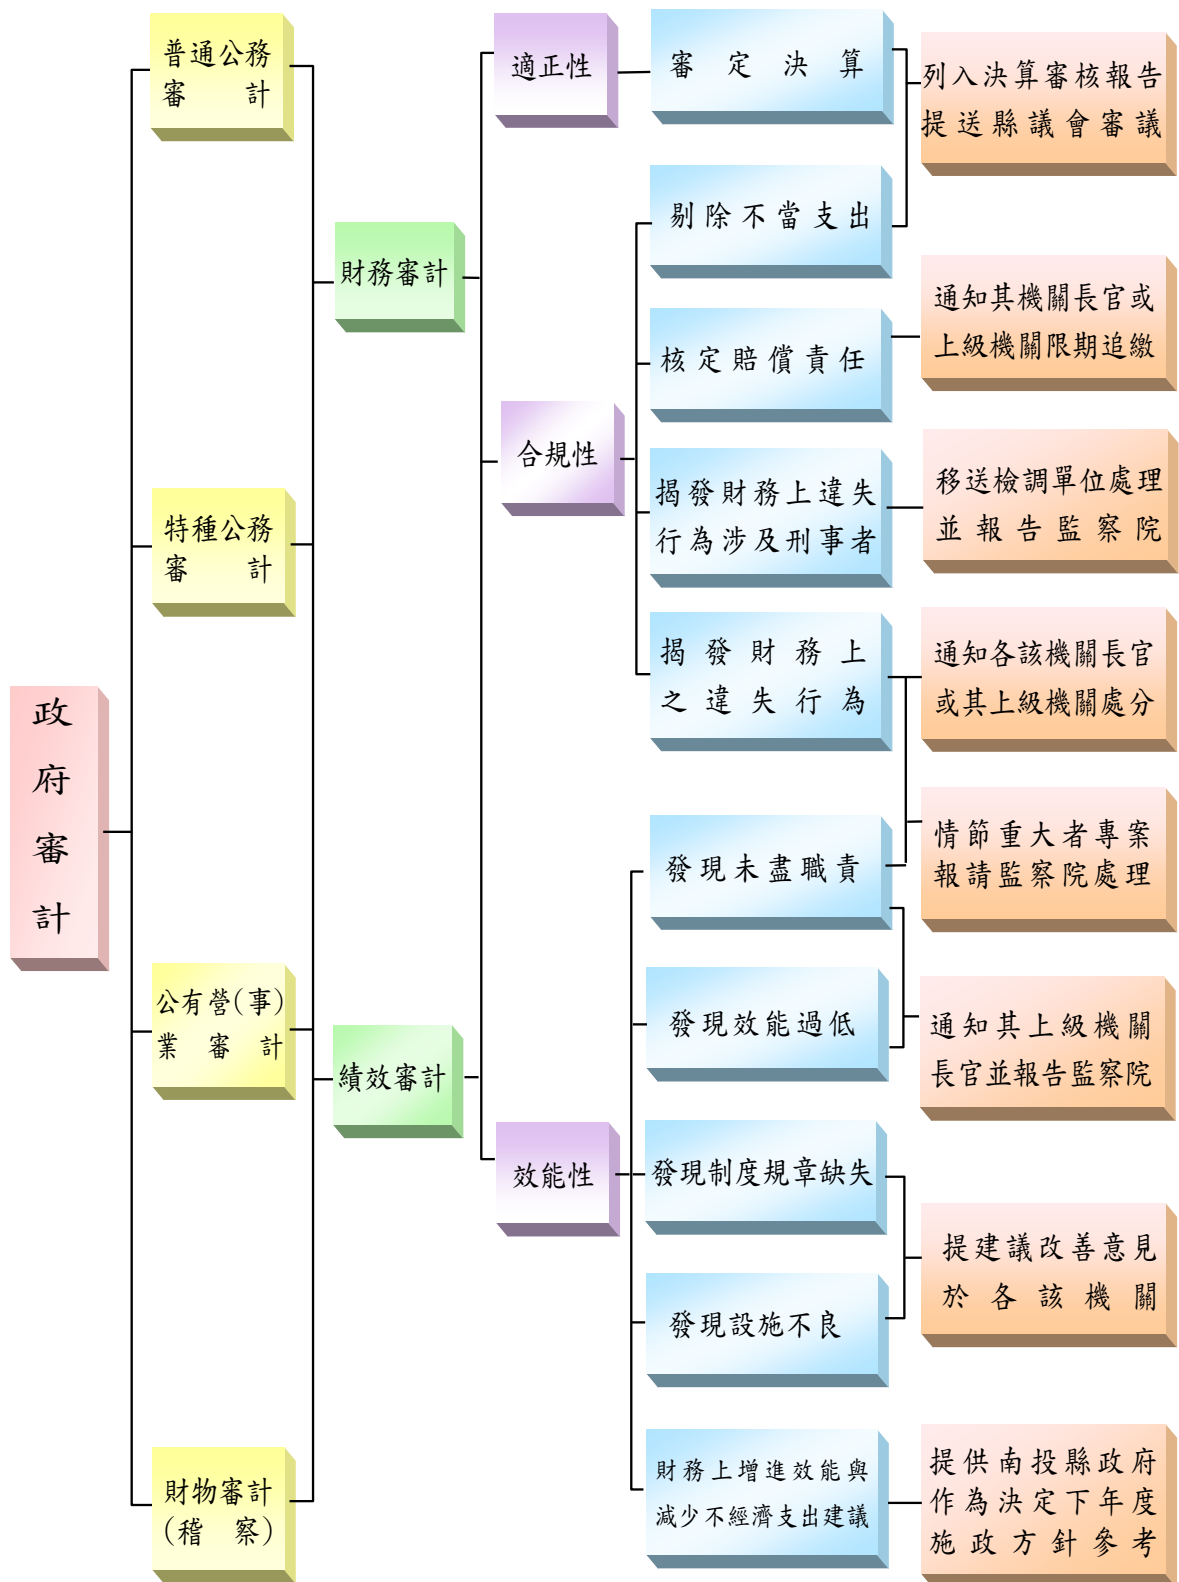 政
府
審
計
普通公務
審計
特種公務
審計
公有營(事)
業審計
財物審計
(稽察)
財務審計
績效審計
適正性
合規性
效能性
審定決算
剔除不當支出
核定賠償責任
揭發財務上違失
行為涉及刑事者
揭發財務上
之違失行為
發現未盡職責
發現效能過低
發現制度規章缺失
發現設施不良
財務上增進效能與
減少不經濟支出建議
列入決算審核報告
提送縣議會審議
通知其機關長官或
上級機關限期追繳
移送檢調單位處理
並報告監察院
通知各該機關長官
或其上級機關處分
情節重大者專案
報請監察院處理
通知其上級機關
長官並報告監察院
提建議改善意見
於各該機關
提供南投縣政府
作為決定下年度
施政方針參考